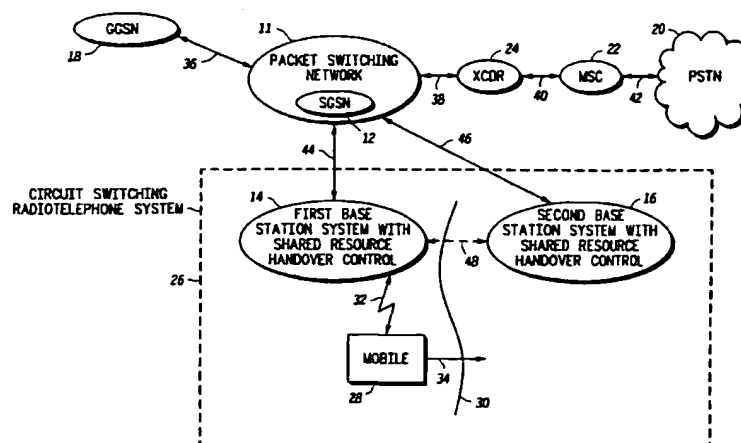 GGSN
18
36
11
PACKET SWITCHING
NETWORK
SGSN
12
38
24
XCDR
40
22
MSC
42
20
PSTN
44
46
CIRCUIT SWITCHING
RADIOTELEPHONE SYSTEM
26
14
FIRST BASE
STATION SYSTEM WITH
SHARED RESOURCE
HANDOVER CONTROL
48
16
SECOND BASE
STATION SYSTEM WITH
SHARED RESOURCE
HANDOVER CONTROL
32
MOBILE
28
34
30